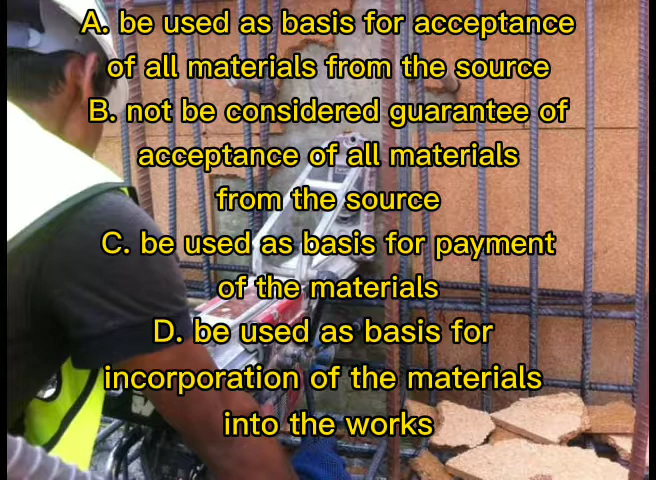 A. be used as basis for acceptance
of all materials from the source
B. not be considered guarantee of
acceptance of all materials
from the source
C. be used as basis for payment
of the materials
D. be used as basis for
incorporation of the materials
into the works